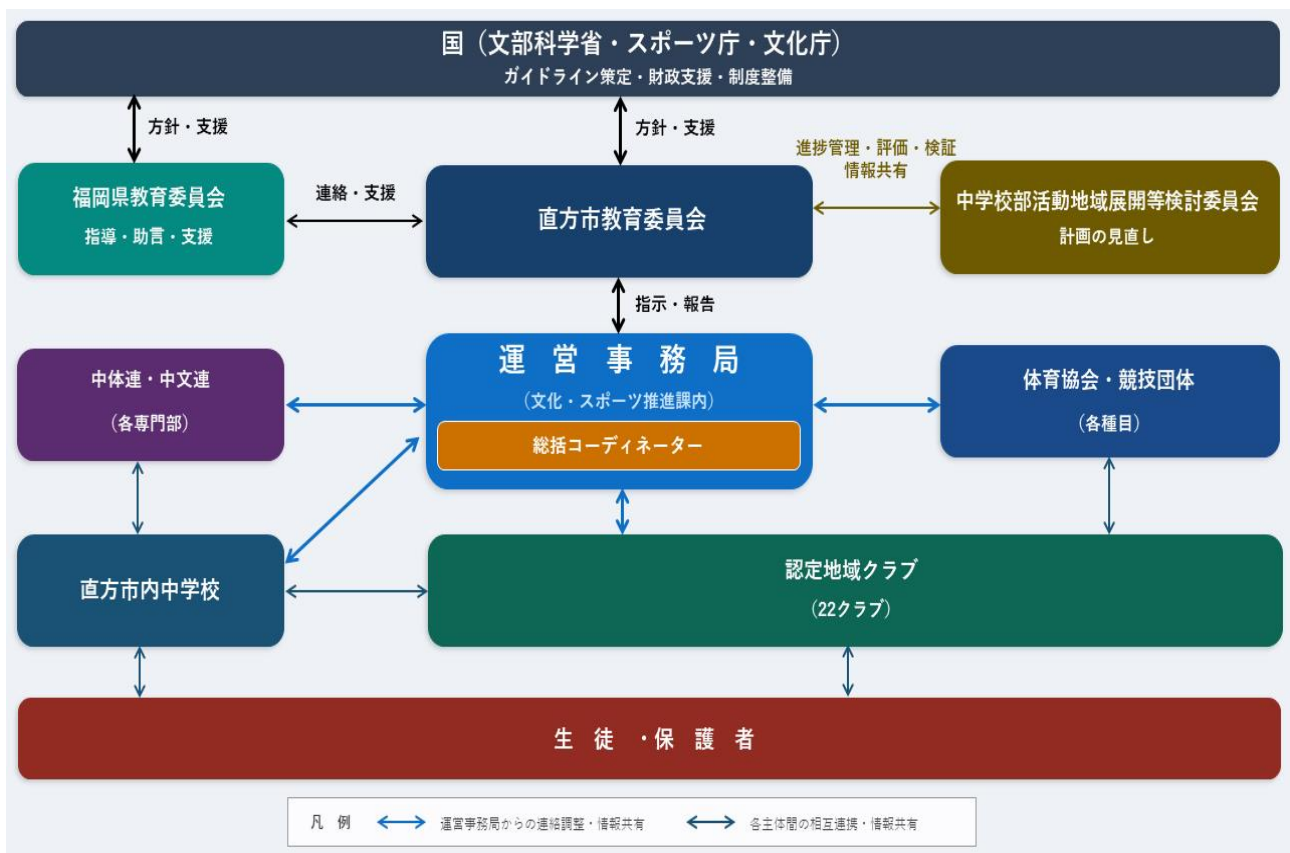 国（文部科学省・スポーツ庁・文化庁）
ガイドライン策定・財政支援・制度整備
方針・支援
方針・支援
進捗管理・評価・検証
情報共有
福岡県教育委員会
指導・助言・支援
連絡・支援
直方市教育委員会
中学校部活動地域展開等検討委員会
計画の見直し
指示・報告
中体連・中文連
（各専門部）
運営事務局
（文化・スポーツ推進課内）
総括コーディネーター
体育協会・競技団体
（各種目）
直方市内中学校
認定地域クラブ
（22クラブ）
生徒・保護者
凡例
運営事務局からの連絡調整・情報共有
各主体間の相互連携・情報共有